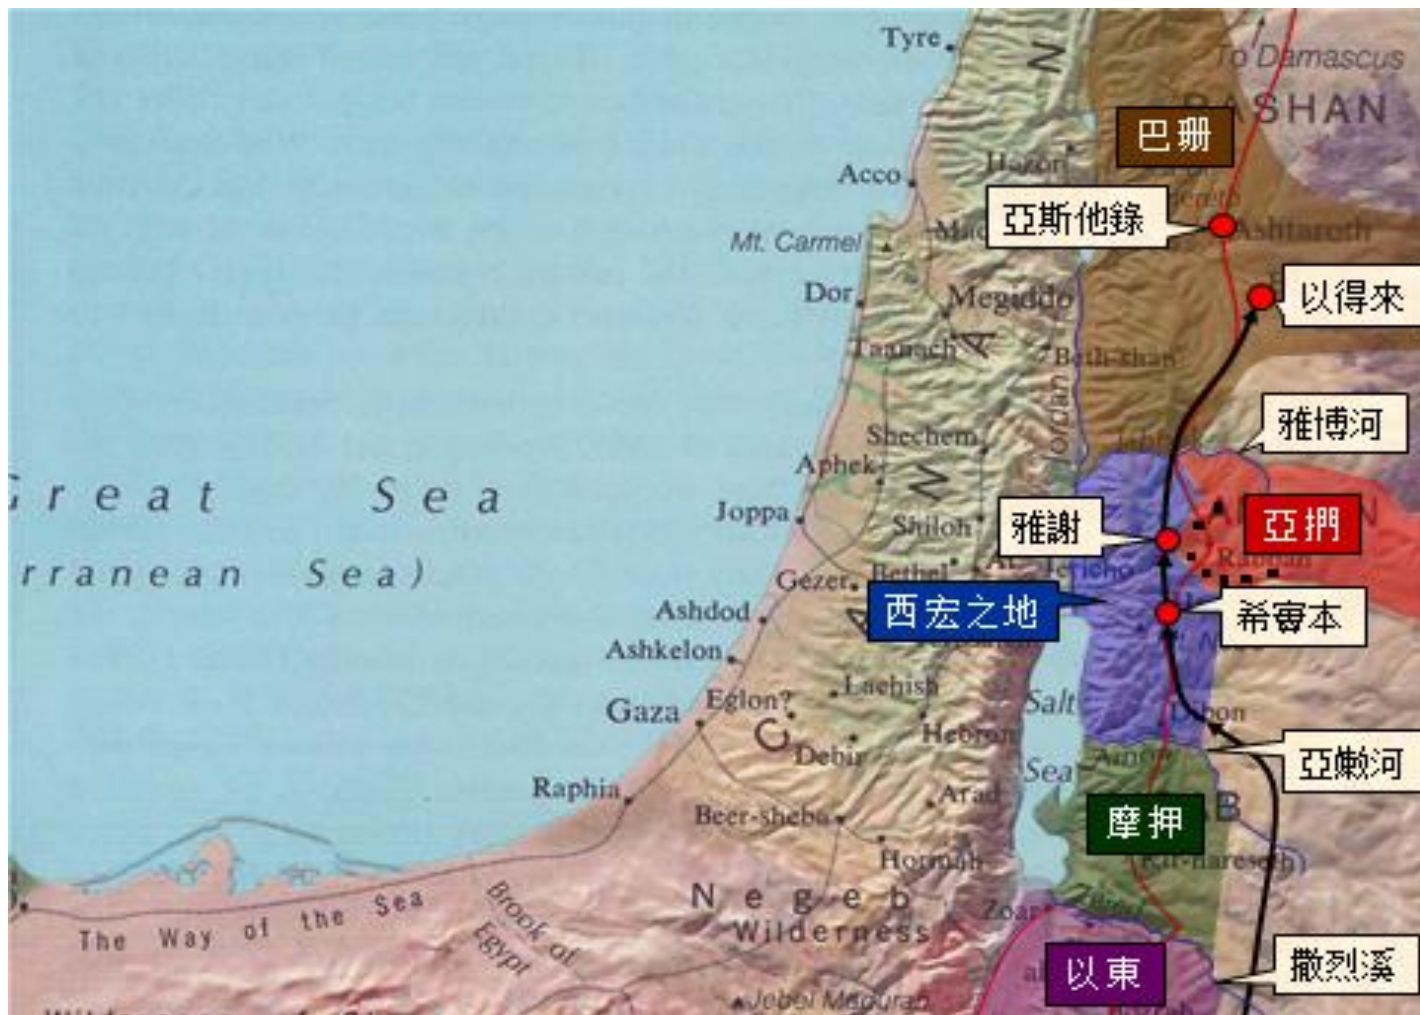 Tyre
To Damascus
BASHAN
巴珊
Hazor
Acco
亞斯他錄
Ashtaroth
Mt. Carmel
Dor
Megiddo
以得來
Taanach
Beth-shan
Jordan
雅博河
Shechem
Aphek
Great Sea
Joppa
Shiloh
雅謝
亞捫
rranean Sea)
Gezer
Bethel
Jericho
Rabbah
Ashdod
西宏之地
希實本
Ashkelon
Lachish
Eglon?
Salt
Gaza
Dibon
Hebron
Debir
亞嫩河
Sea
Arnon
Raphia
Arad
Beer-sheba
摩押
Hormah
Kir-hareseth
Negeb
Wilderness
Zoar
Zered
The Way of the Sea
Brook of
Egypt
以東
撒烈溪
Jebel Madurah